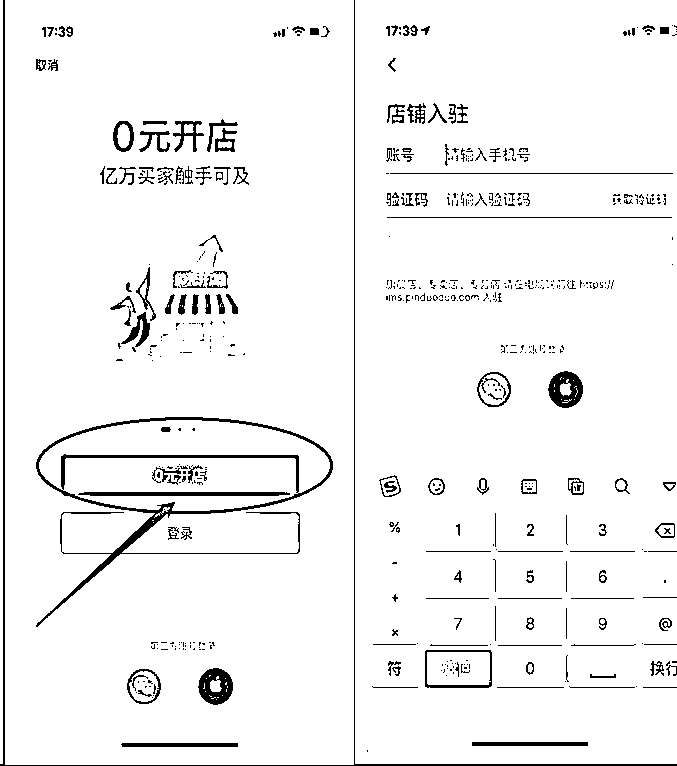 17:39
取消
0元开店
亿万买家触手可及
0元开店
登录
第三方账号登录
17:39
店铺入驻
账号 请输入手机号
验证码 请输入验证码 获取验证码
旗舰店、专卖店、专营店 请在电脑端前往 https://
ims.pinduoduo.com 入驻
第三方账号登录
% 1 2 3
- 4 5 6 .
+
× 7 8 9 @
符 返回 0 换行